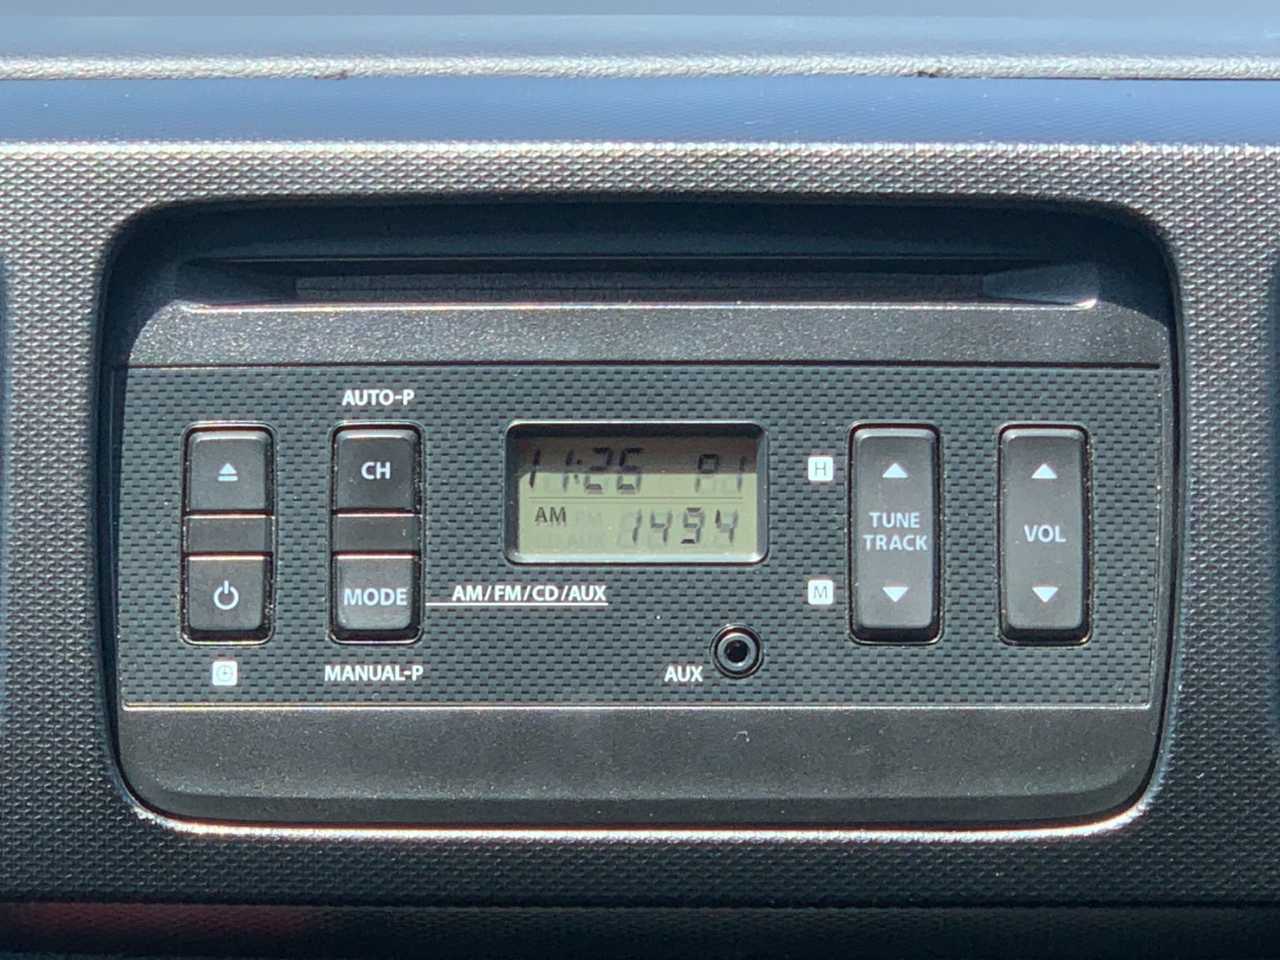 AUTO-P
CH
11:26 P1
AM 1494
H
TUNE
TRACK
VOL
MODE
AM/FM/CD/AUX
M
MANUAL-P
AUX